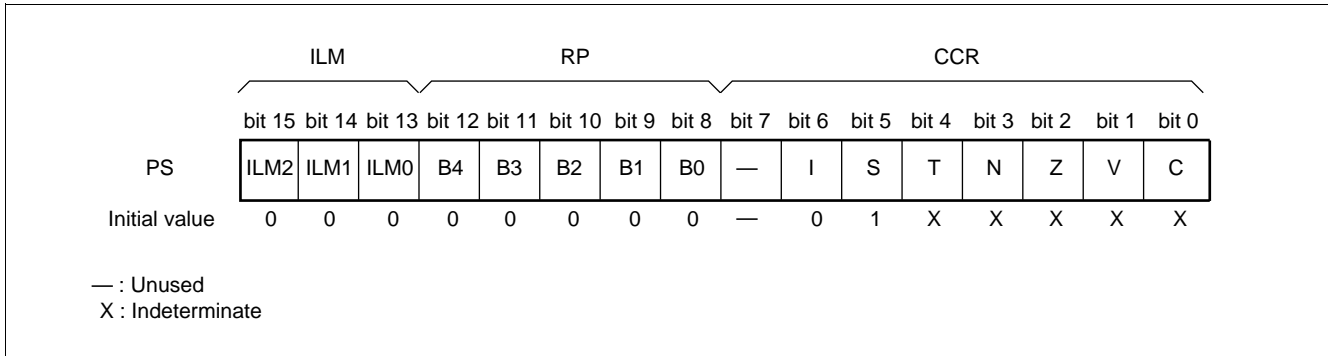 ILM RP CCR
bit 15 bit 14 bit 13 bit 12 bit 11 bit 10 bit 9 bit 8 bit 7 bit 6 bit 5 bit 4 bit 3 bit 2 bit 1 bit 0
PS ILM2 ILM1 ILM0 B4 B3 B2 B1 B0 — I S T N Z V C
Initial value 0 0 0 0 0 0 0 0 — 0 1 X X X X X
— : Unused
X : Indeterminate